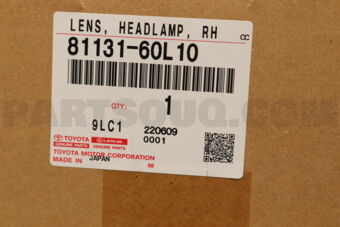 LENS, HEADLAMP, RH
CC
81131-60L10
QTY:
1
9LC1
220609
0001
TOYOTA
GENUINE PARTS
LEXUS
GENUINE PARTS
TOYOTA MOTOR CORPORATION
MADE IN JAPAN
98
PARTSOUQ.COM